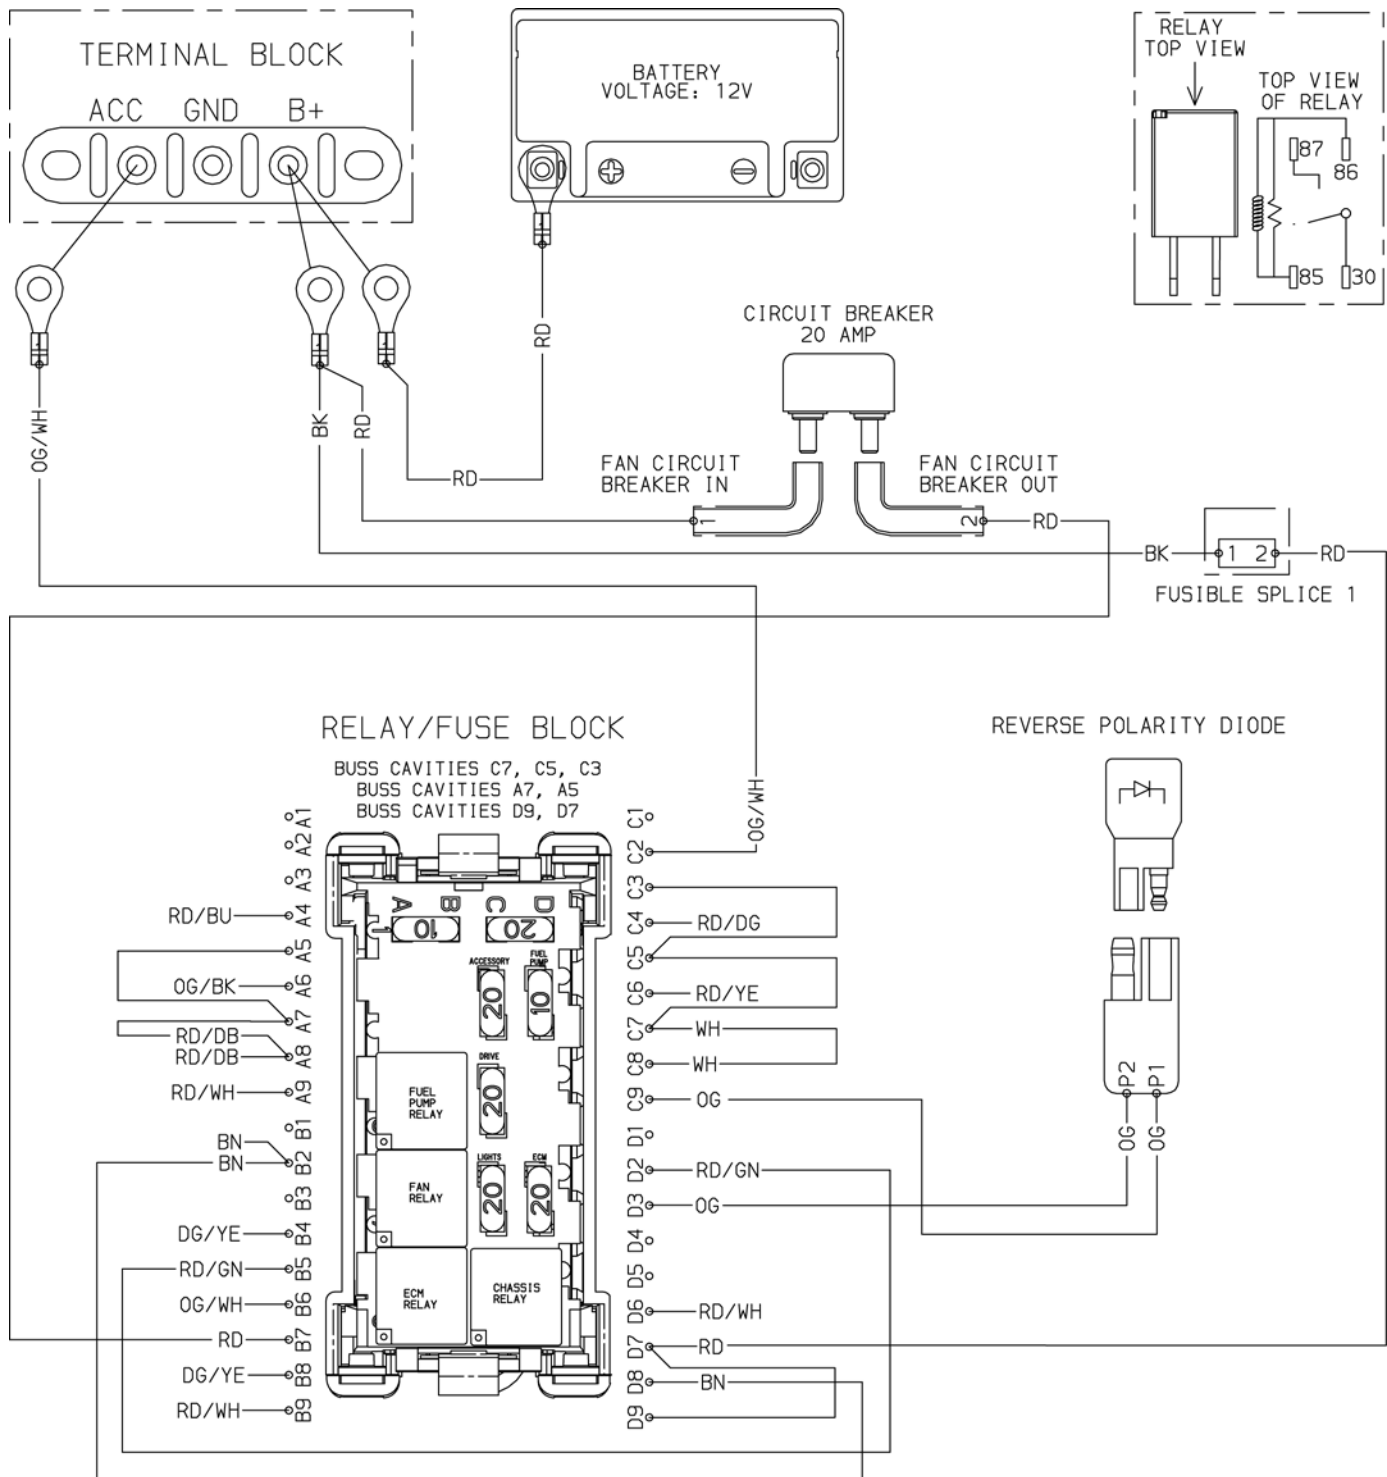 TERMINAL BLOCK
ACC GND B+
BATTERY
VOLTAGE: 12V
RELAY
TOP VIEW
TOP VIEW
OF RELAY
87
86
85
30
RD
CIRCUIT BREAKER
20 AMP
OG/WH
BK
RD
RD
FAN CIRCUIT
BREAKER IN
FAN CIRCUIT
BREAKER OUT
1
2
RD
BK
1 2
RD
FUSIBLE SPLICE 1
RELAY/FUSE BLOCK
BUSS CAVITIES C7, C5, C3
BUSS CAVITIES A7, A5
BUSS CAVITIES D9, D7
OG/WH
REVERSE POLARITY DIODE
A1
A2
A3
RD/BU A4
A5
OG/BK A6
A7
RD/DB
RD/DB A8
RD/WH A9
B1
BN
BN B2
B3
DG/YE B4
RD/GN B5
OG/WH B6
RD B7
DG/YE B8
RD/WH B9
A B C D
1
10 20
ACCESSORY
20
FUEL
PUMP
10
DRIVE
20
FUEL
PUMP
RELAY
LIGHTS
20
ECM
20
FAN
RELAY
ECM
RELAY
CHASSIS
RELAY
C1
C2
C3
C4 RD/DG
C5
C6 RD/YE
C7 WH
C8 WH
C9 OG
D1
D2 RD/GN
D3 OG
D4
D5
D6 RD/WH
D7 RD
D8 BN
D9
P2 P1
OG OG